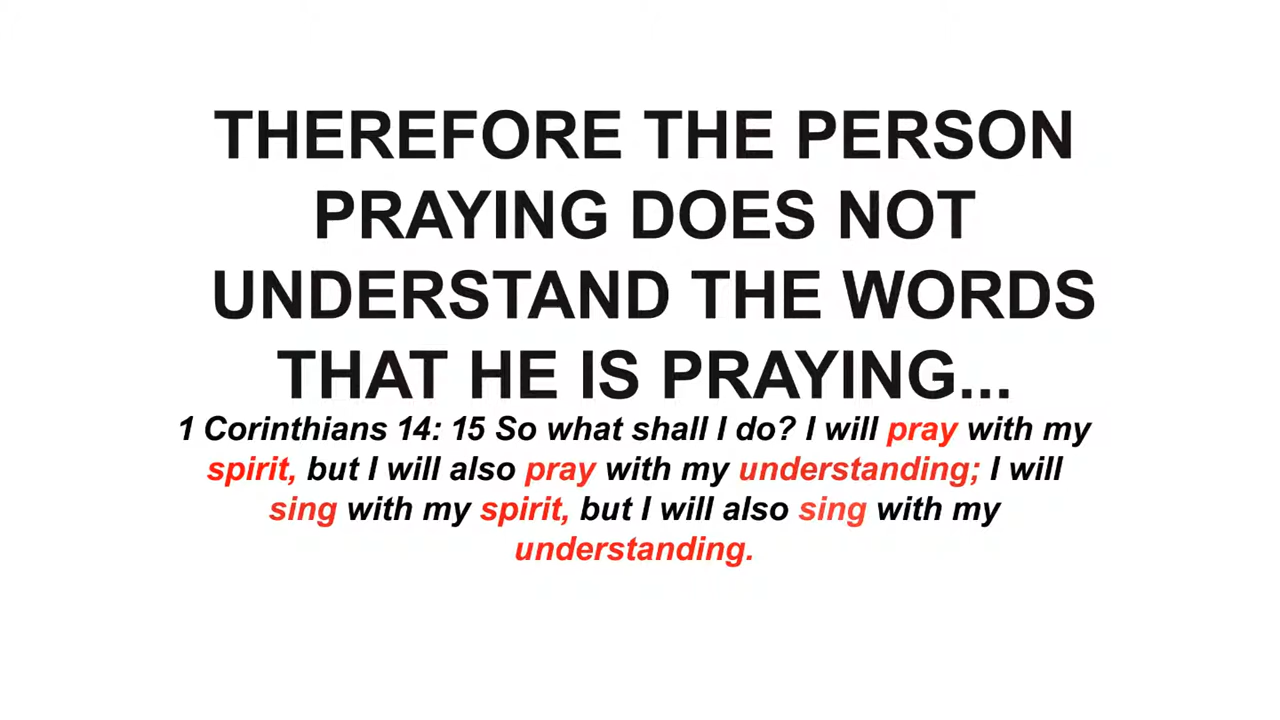 THEREFORE THE PERSON
PRAYING DOES NOT
UNDERSTAND THE WORDS
THAT HE IS PRAYING...
1 Corinthians 14: 15 So what shall I do? I will pray with my
spirit, but I will also pray with my understanding; I will
sing with my spirit, but I will also sing with my
understanding.